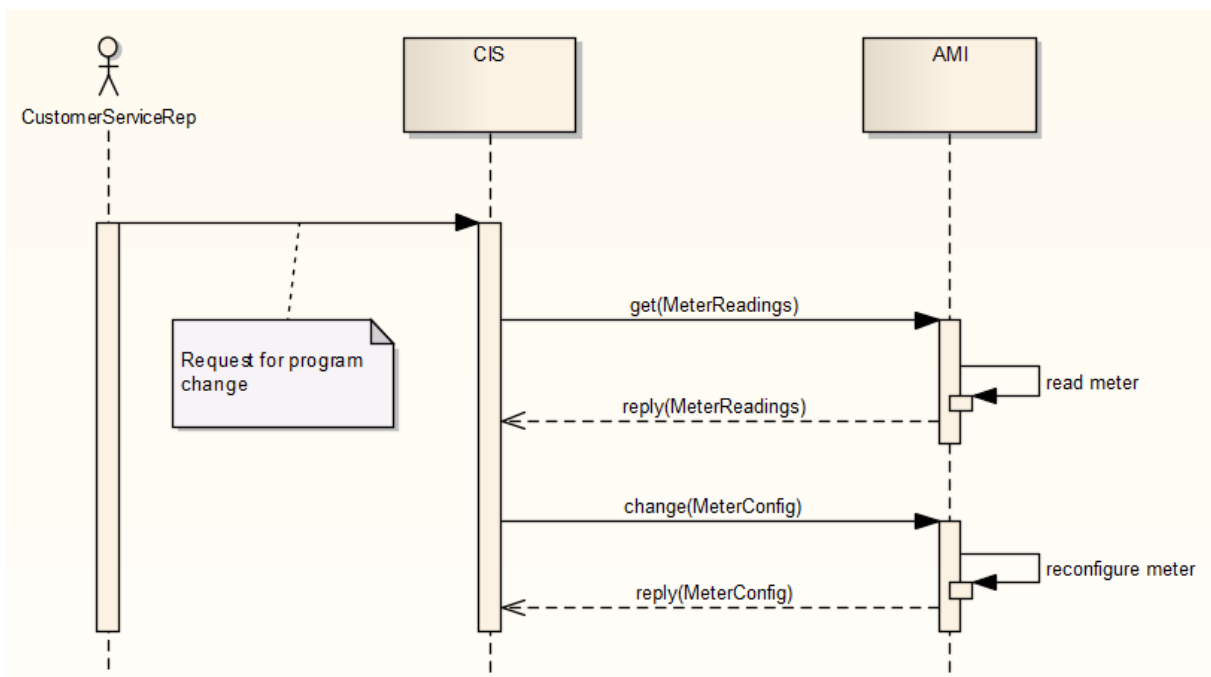 CIS
AMI
CustomerServiceRep
get(MeterReadings)
Request for program
change
read meter
reply(MeterReadings)
change(MeterConfig)
reconfigure meter
reply(MeterConfig)